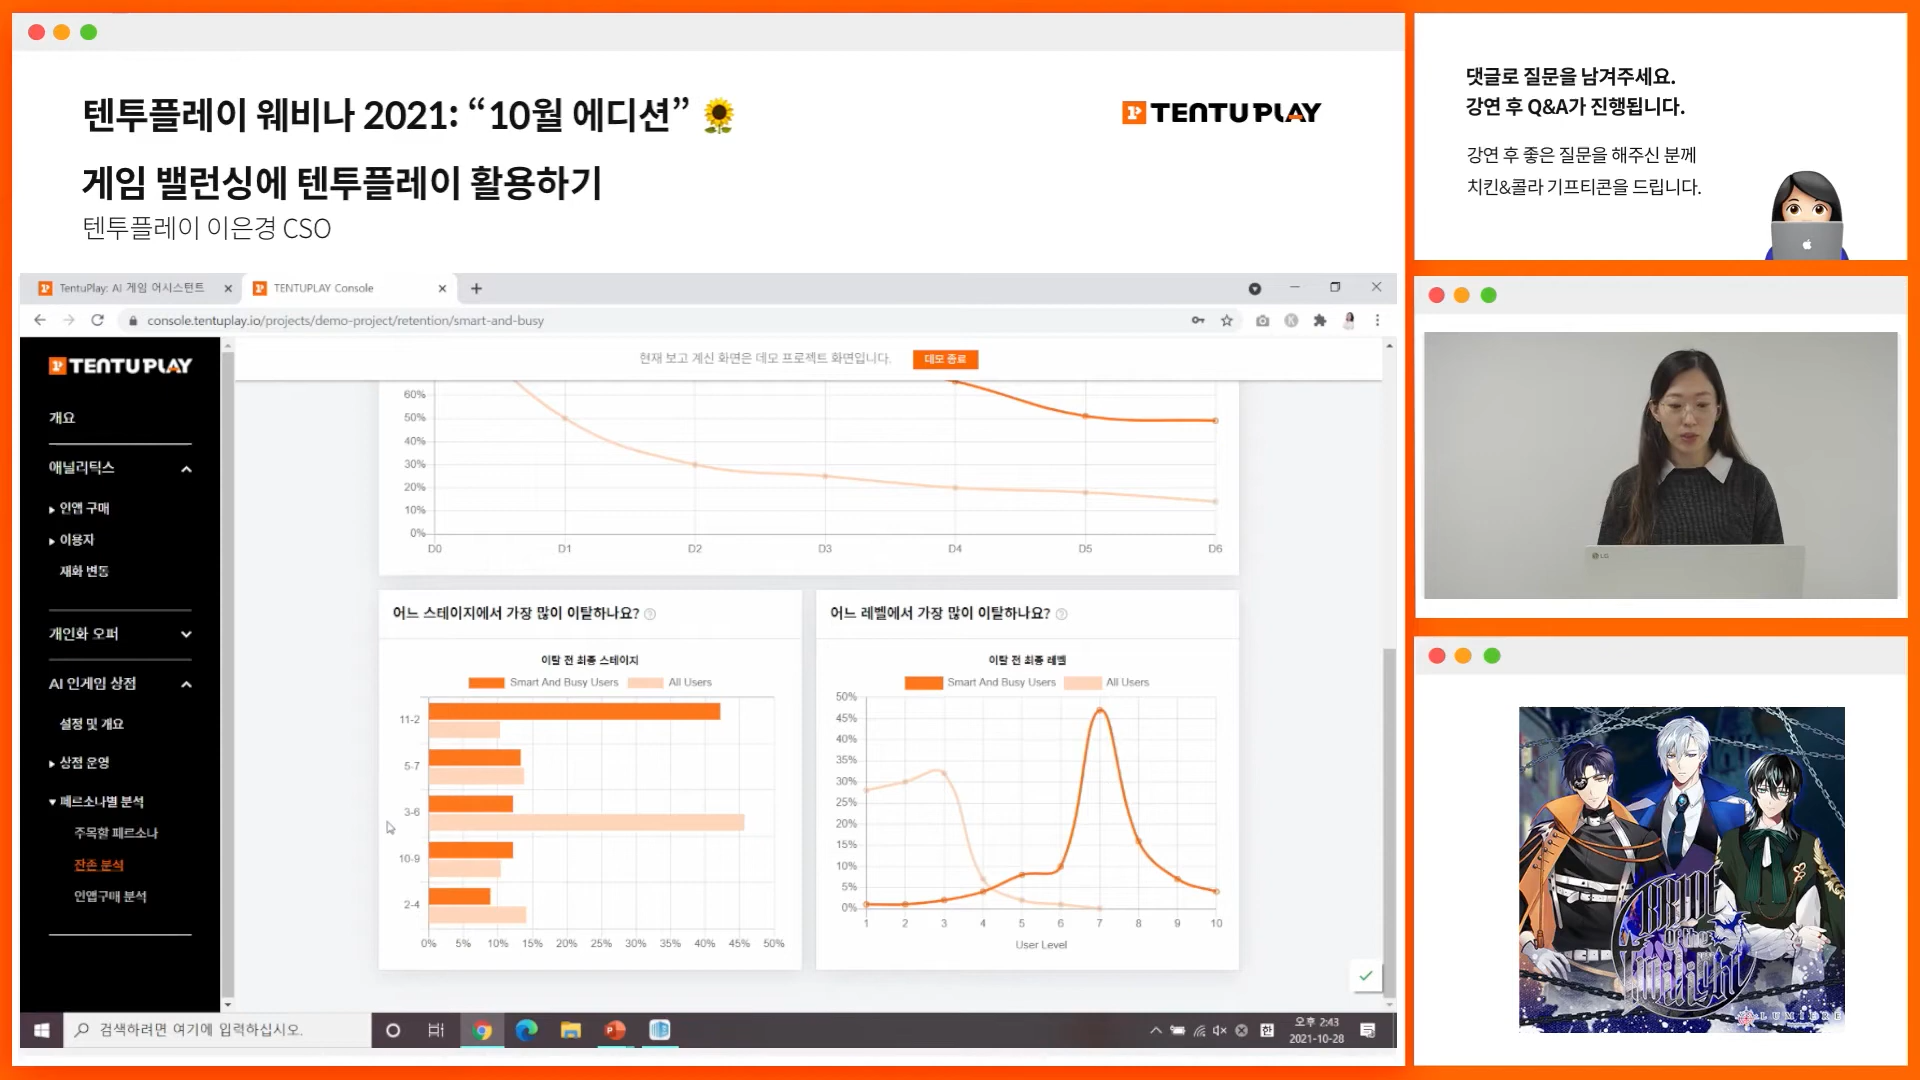 텐투플레이 웨비나 2021: “10월 에디션” 🌻
게임 밸런싱에 텐투플레이 활용하기
텐투플레이 이은경 CSO
TENTUPLAY
댓글로 질문을 남겨주세요.
강연 후 Q&A가 진행됩니다.
강연 후 좋은 질문을 해주신 분께
치킨&콜라 기프티콘을 드립니다.
TentuPlay: AI 게임 어시스턴트
TENTUPLAY Console
console.tentuplay.io/projects/demo-project/retention/smart-and-busy
TENTUPLAY
개요
애널리틱스
인앱 구매
이용자
재화 변동
개인화 오퍼
AI 인게임 상점
설정 및 개요
상점 운영
페르소나별 분석
주목할 페르소나
잔존 분석
인앱구매 분석
현재 보고 계신 화면은 데모 프로젝트 화면입니다.
데모 종료
60%
50%
40%
30%
20%
10%
0%
D0 D1 D2 D3 D4 D5 D6
어느 스테이지에서 가장 많이 이탈하나요?
이탈 전 최종 스테이지
Smart And Busy Users All Users
11-2
5-7
3-6
10-9
2-4
0% 5% 10% 15% 20% 25% 30% 35% 40% 45% 50%
어느 레벨에서 가장 많이 이탈하나요?
이탈 전 최종 레벨
Smart And Busy Users All Users
50%
45%
40%
35%
30%
25%
20%
15%
10%
5%
0%
1 2 3 4 5 6 7 8 9 10
User Level
검색하려면 여기에 입력하십시오.
한
오후 2:43
2021-10-28
LG
BRIDE
Of the
Twilight
LUMIERE